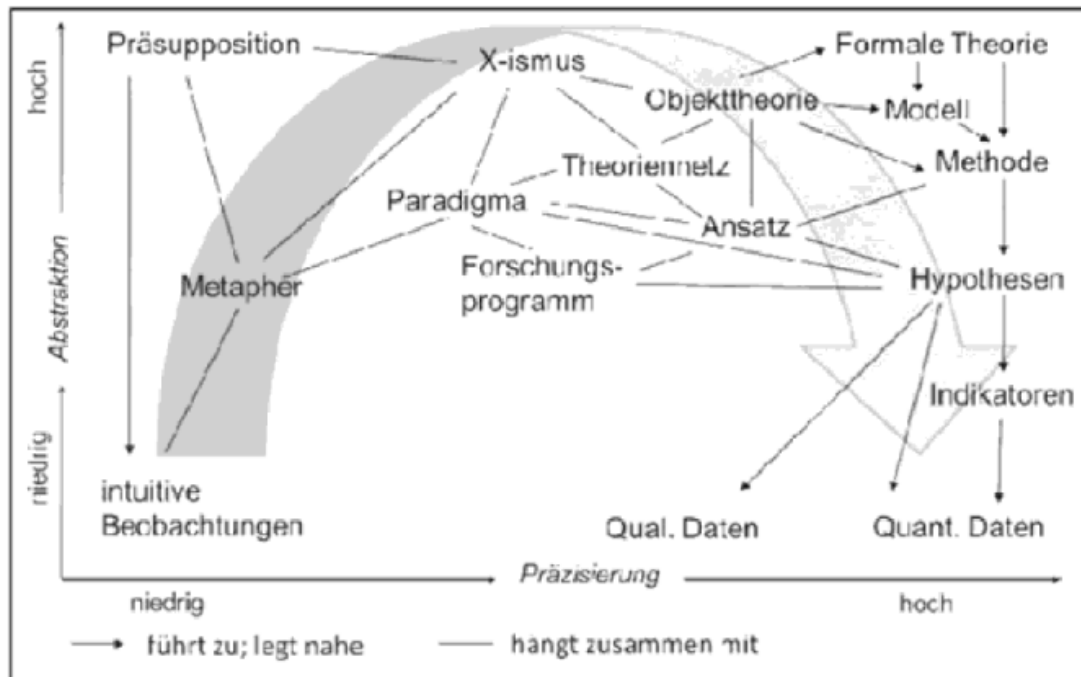 hoch
Präsupposition
X-ismus
Formale Theorie
Objekttheorie
Modell
Theoriennetz
Methode
Paradigma
Ansatz
Abstraktion
Metapher
Forschungs-
programm
Hypothesen
Indikatoren
niedrig
intuitive
Beobachtungen
Qual. Daten
Quant. Daten
Präzisierung
niedrig
hoch
führt zu; legt nahe
hängt zusammen mit